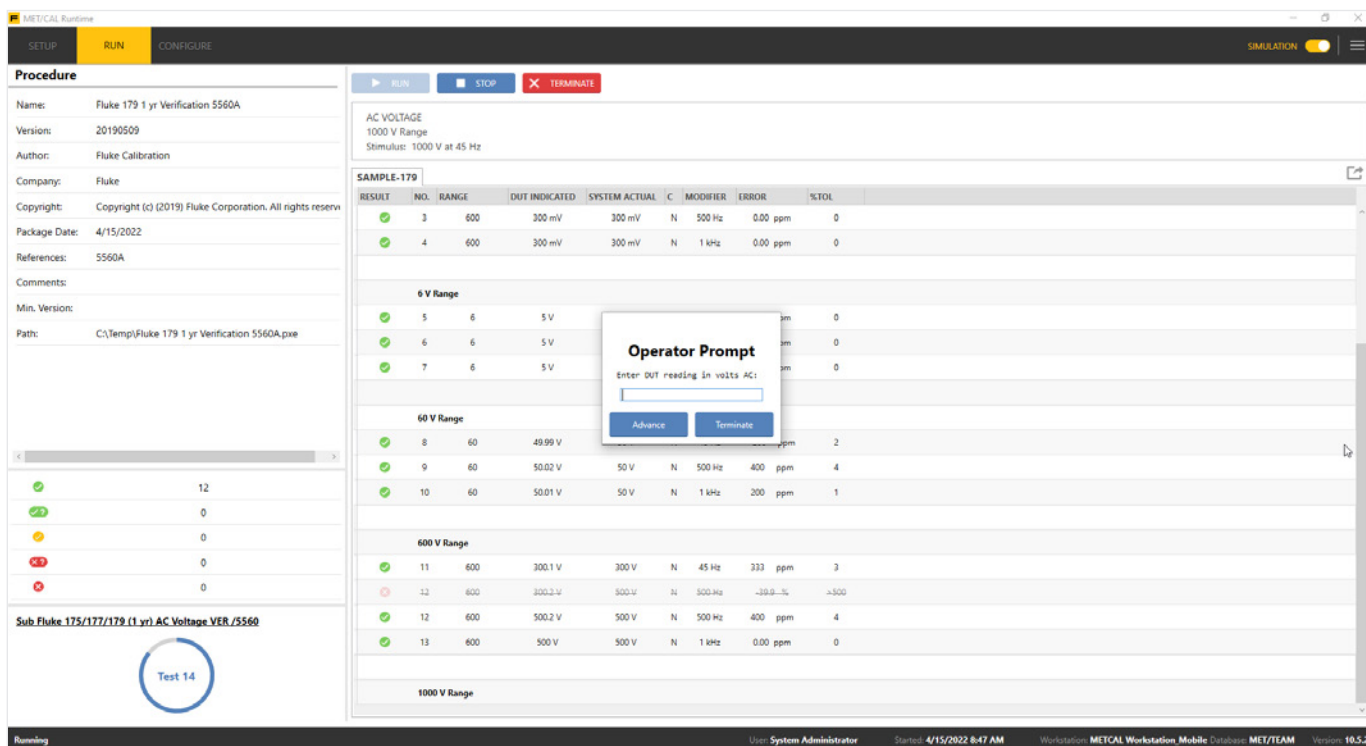 MET/CAL Runtime
SETUP RUN CONFIGURE SIMULATION
Procedure
Name: Fluke 179 1 yr Verification 5560A
Version: 20190509
Author: Fluke Calibration
Company: Fluke
Copyright: Copyright (c) (2019) Fluke Corporation. All rights reserv
Package Date: 4/15/2022
References: 5560A
Comments:
Min. Version:
Path: C:\Temp\Fluke 179 1 yr Verification 5560A.pxe
12
0
0
0
0
Sub Fluke 175/177/179 (1 yr) AC Voltage VER /5560
Test 14
RUN STOP TERMINATE
AC VOLTAGE
1000 V Range
Stimulus: 1000 V at 45 Hz
SAMPLE-179
RESULT NO. RANGE DUT INDICATED SYSTEM ACTUAL C MODIFIER ERROR %TOL
3 600 300 mV 300 mV N 500 Hz 0.00 ppm 0
4 600 300 mV 300 mV N 1 kHz 0.00 ppm 0
6 V Range
5 6 5 V 0
6 6 5 V 0
7 6 5 V 0
60 V Range
8 60 49.99 V ppm 2
9 60 50.02 V 50 V N 500 Hz 400 ppm 4
10 60 50.01 V 50 V N 1 kHz 200 ppm 1
600 V Range
11 600 300.1 V 300 V N 45 Hz 333 ppm 3
12 600 300.2 V 500 V N 500 Hz -39.9 % >500
12 600 500.2 V 500 V N 500 Hz 400 ppm 4
13 600 500 V 500 V N 1 kHz 0.00 ppm 0
1000 V Range
Operator Prompt
Enter DUT reading in volts AC:
Advance Terminate
Running User: System Administrator Started: 4/15/2022 8:47 AM Workstation: METCAL Workstation_Mobile Database: MET/TEAM Version: 10.5.